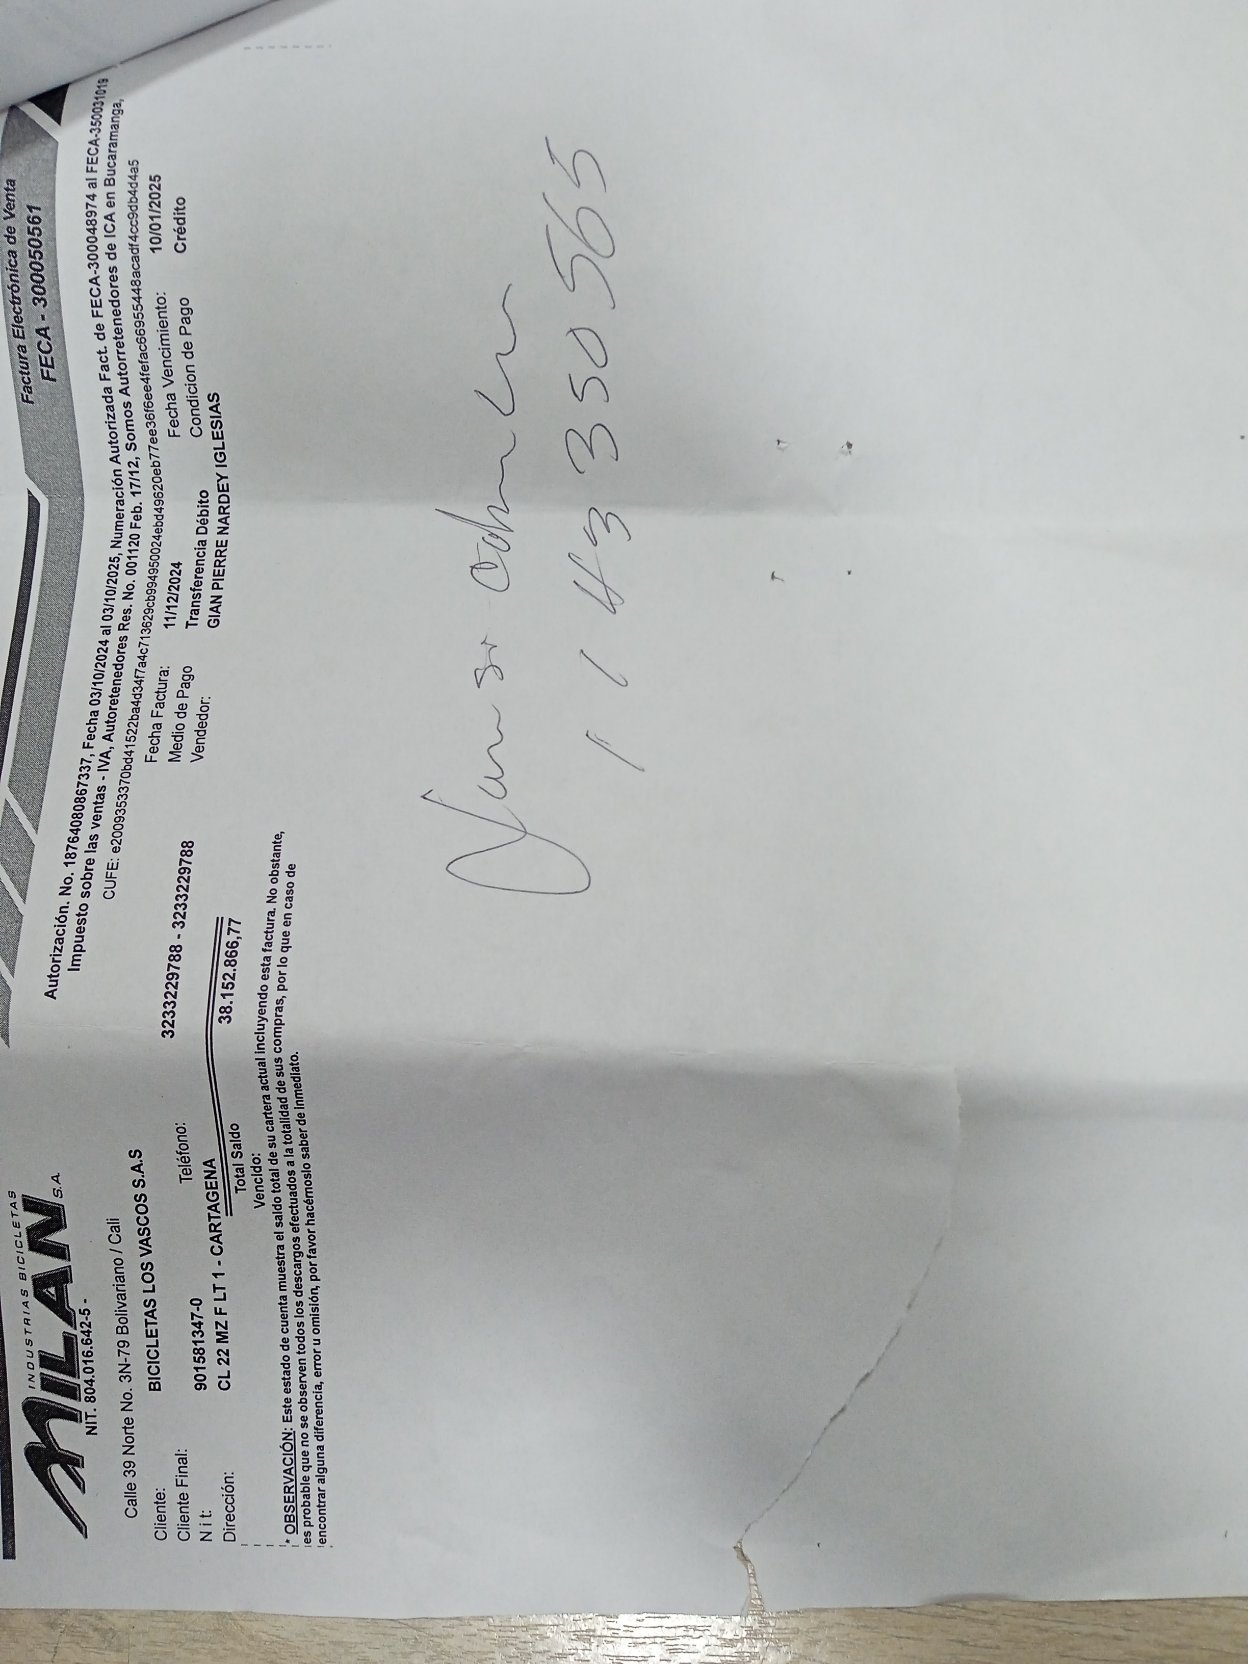 Factura Electrónica de Venta
FECA - 300050561
INDUSTRIAS BICICLETAS
MILAN S.A.
NIT. 804.016.642-5 -
Autorización. No. 18764080867337, Fecha 03/10/2024 al 03/10/2025, Numeración Autorizada Fact. de FECA-300048974 al FECA-350031019
Impuesto sobre las ventas - IVA, Autoretenedores Res. No. 001120 Feb. 17/12, Somos Autorretenedores de ICA en Bucaramanga,
Calle 39 Norte No. 3N-79 Bolivariano / Cali
Cliente: BICICLETAS LOS VASCOS S.A.S
Cliente Final:
Teléfono: 3233229788 - 3233229788
N i t: 901581347-0
Dirección: CL 22 MZ F LT 1 - CARTAGENA
Fecha Factura: 11/12/2024 Fecha Vencimiento: 10/01/2025
Medio de Pago Transferencia Débito Condicion de Pago Crédito
Vendedor: GIAN PIERRE NARDEY IGLESIAS
Total Saldo 38.152.866,77
Vencido:
* OBSERVACIÓN: Este estado de cuenta muestra el saldo total de su cartera actual incluyendo esta factura. No obstante,
es probable que no se observen todos los descargos efectuados a la totalidad de sus compras, por lo que en caso de
encontrar alguna diferencia, error u omisión, por favor hacérnoslo saber de inmediato.
1143350565